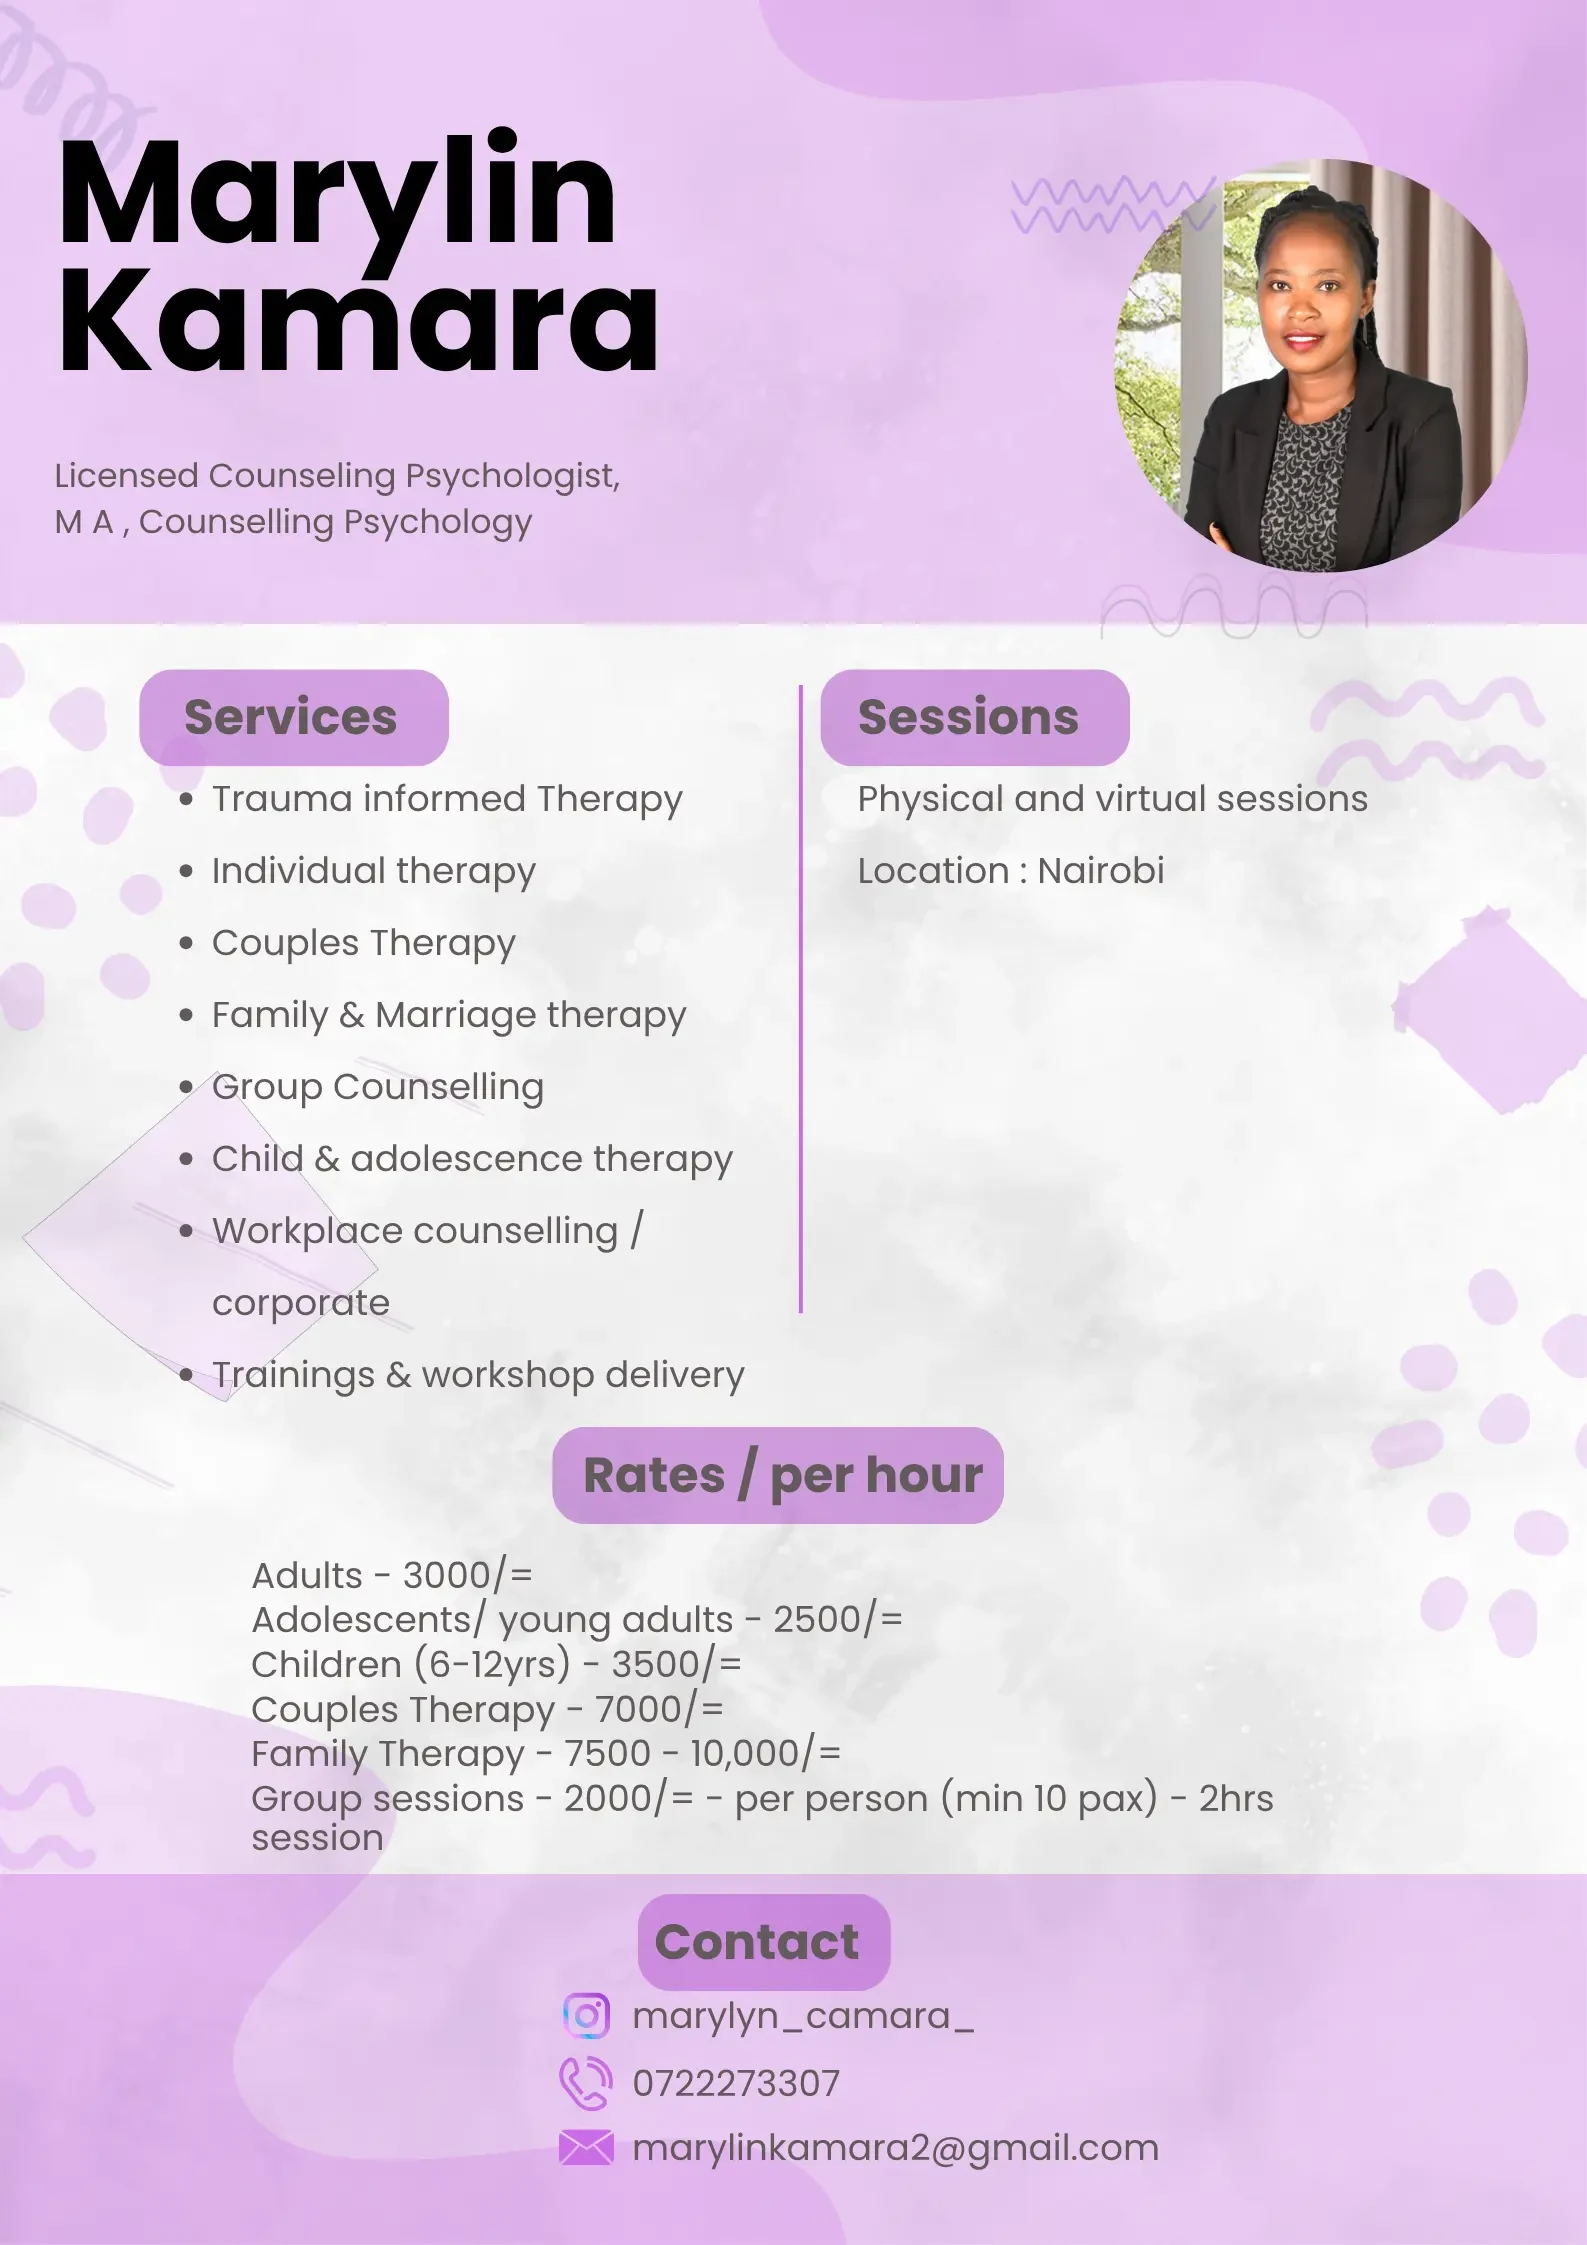 Marylin
Kamara
Licensed Counseling Psychologist,
M A , Counselling Psychology
Services
Trauma informed Therapy
Individual therapy
Couples Therapy
Family & Marriage therapy
Group Counselling
Child & adolescence therapy
Workplace counselling /
corporate
Trainings & workshop delivery
Sessions
Physical and virtual sessions
Location : Nairobi
Rates / per hour
Adults - 3000/=
Adolescents/ young adults - 2500/=
Children (6-12yrs) - 3500/=
Couples Therapy - 7000/=
Family Therapy - 7500 - 10,000/=
Group sessions - 2000/= - per person (min 10 pax) - 2hrs
session
Contact
marylyn_camara_
0722273307
marylinkamara2@gmail.com